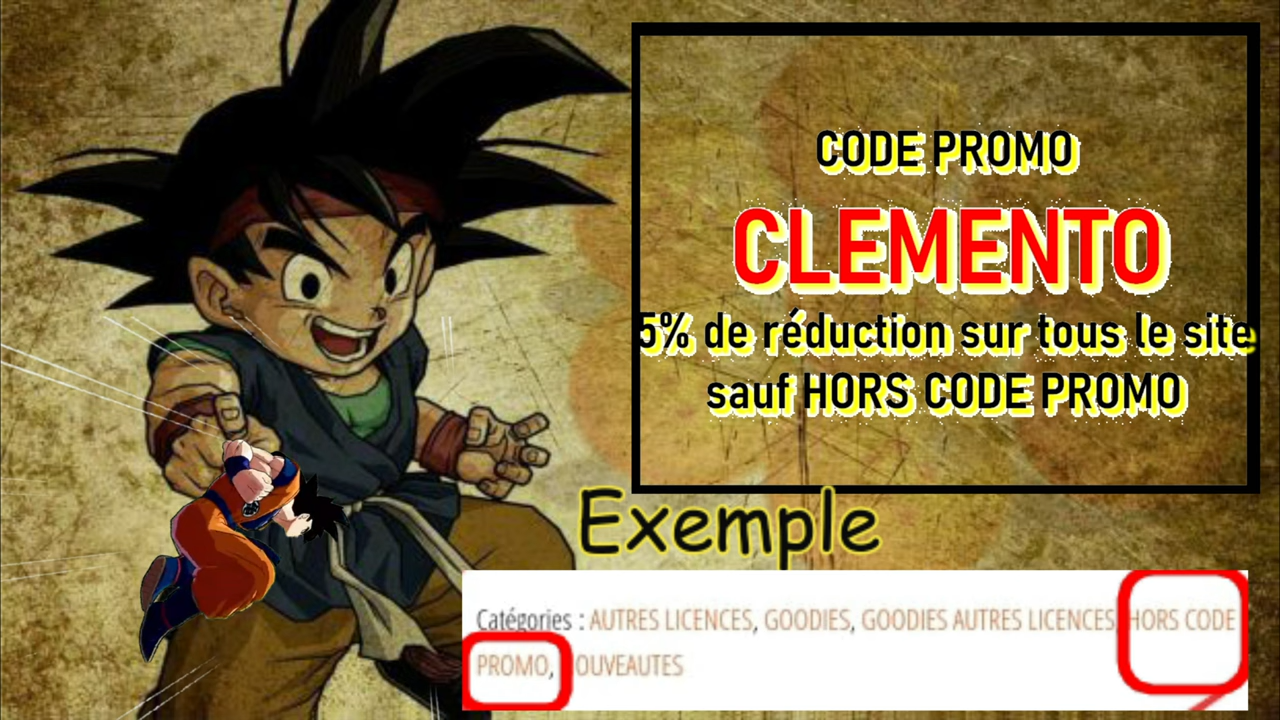 CODE PROMO
CLEMENTO
5% de réduction sur tous le site
sauf HORS CODE PROMO
Exemple
Catégories : AUTRES LICENCES, GOODIES, GOODIES AUTRES LICENCES, HORS CODE
PROMO, OUVEAUTES